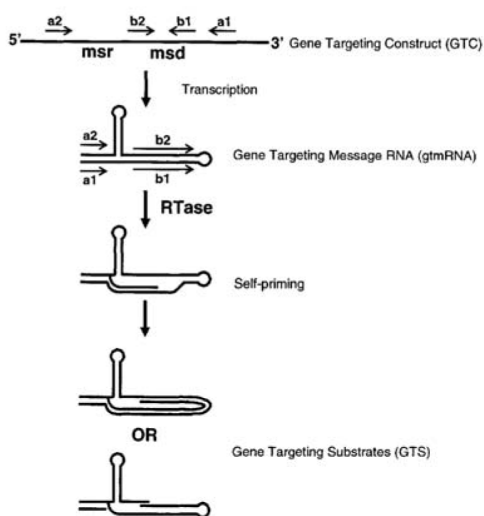 a2 b2 b1 a1
5' 3' Gene Targeting Construct (GTC)
msr msd
Transcription
a2 b2
Gene Targeting Message RNA (gtmRNA)
a1 b1
RTase
Self-priming
OR
Gene Targeting Substrates (GTS)